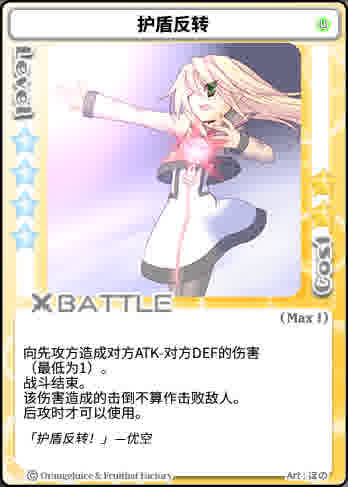 护盾反转
Level
Cost
BATTLE
(Max 1)
向先攻方造成对方ATK-对方DEF的伤害
（最低为1）。
战斗结束。
该伤害造成的击倒不算作击败敌人。
后攻时才可以使用。
「护盾反转！」—优空
© OrangeJuice & Fruitbat Factory
Art : ほの